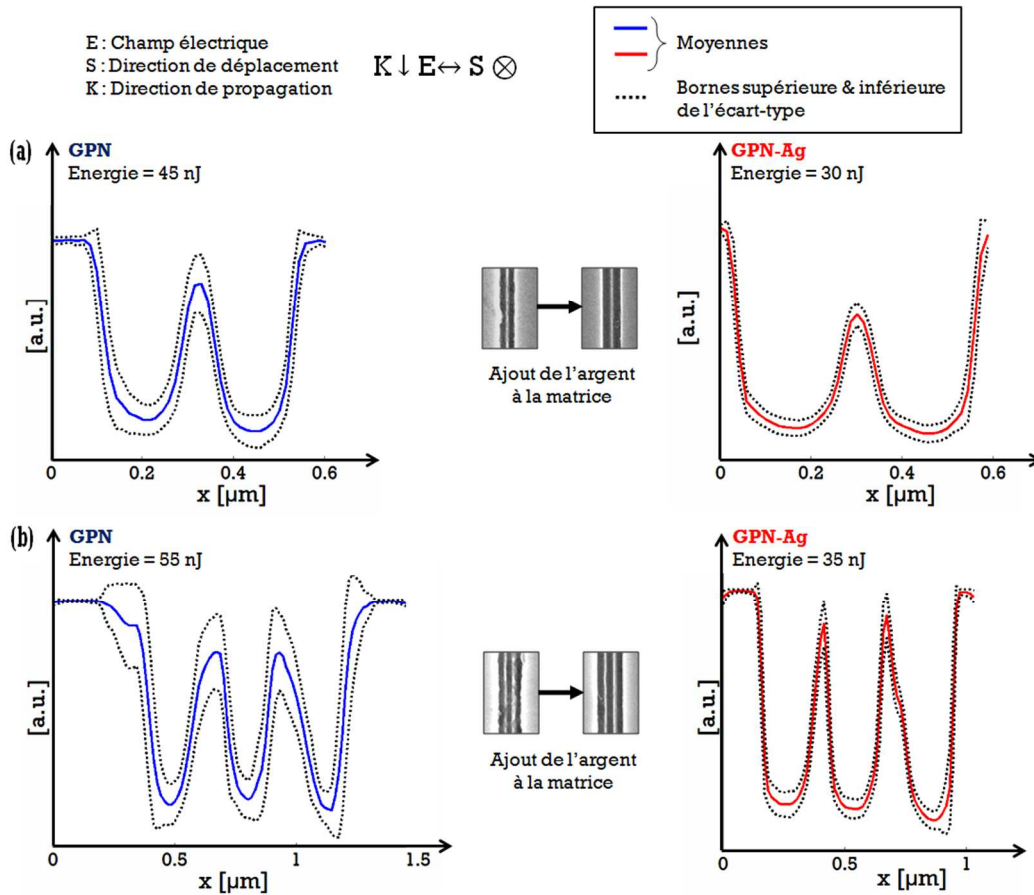 E : Champ électrique
S : Direction de déplacement
K : Direction de propagation
K ↓ E ↔ S ⊗
Moyennes
Bornes supérieure & inférieure
de l'écart-type
(a)
GPN
Energie = 45 nJ
[a.u.]
0 0.2 0.4 0.6
x [µm]
Ajout de l'argent
à la matrice
GPN-Ag
Energie = 30 nJ
[a.u.]
0 0.2 0.4 0.6
x [µm]
(b)
GPN
Energie = 55 nJ
[a.u.]
0 0.5 1 1.5
x [µm]
Ajout de l'argent
à la matrice
GPN-Ag
Energie = 35 nJ
[a.u.]
0 0.5 1
x [µm]